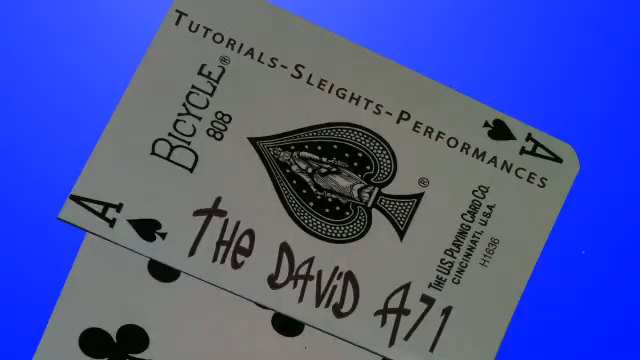 TUTORIALS-SLEIGHTS-PERFORMANCES
A
BICYCLE®
808
®
THE U.S. PLAYING CARD CO.
CINCINNATI, U.S.A.
H1636
A
THE DAVID A71